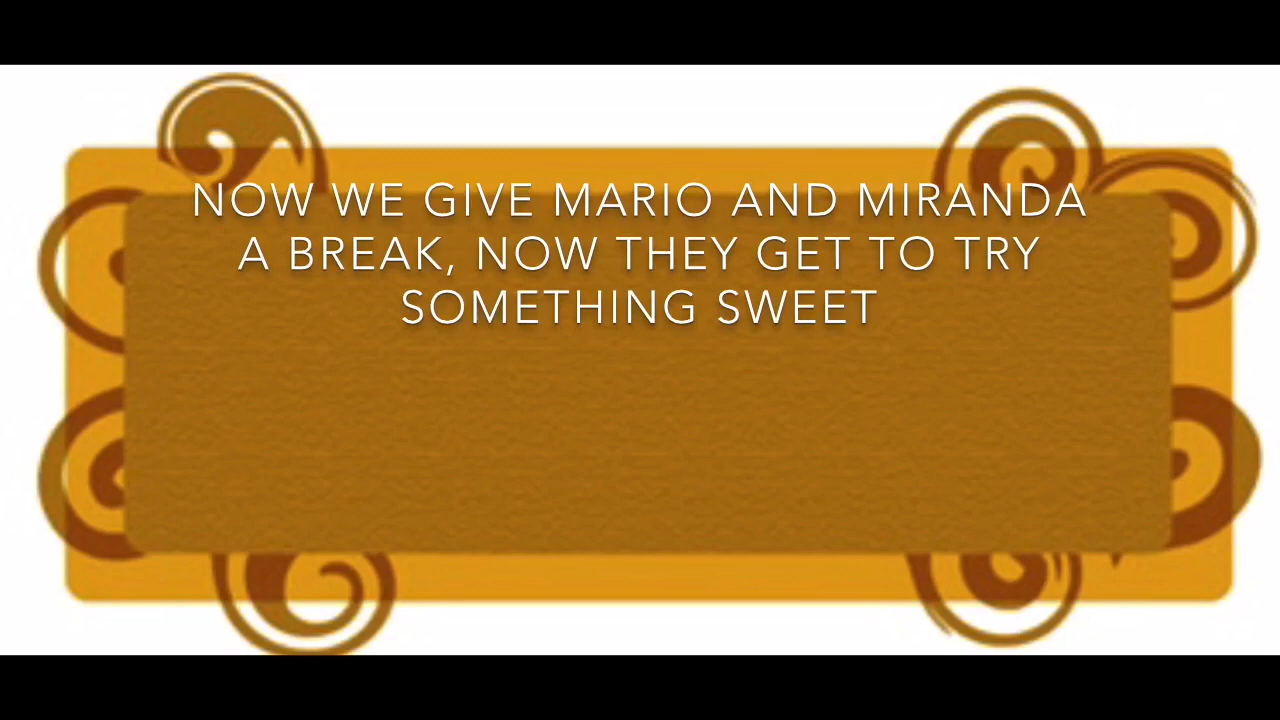 NOW WE GIVE MARIO AND MIRANDA
A BREAK, NOW THEY GET TO TRY
SOMETHING SWEET